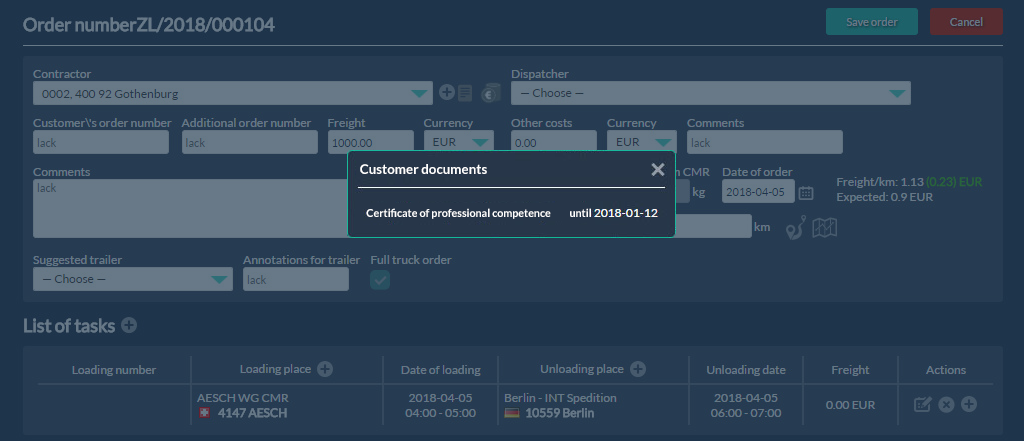 Order numberZL/2018/000104
Save order
Cancel
Contractor
Dispatcher
0002, 400 92 Gothenburg
— Choose —
Customer\'s order number
Additional order number
Freight
Currency
Other costs
Currency
Comments
lack
lack
1000.00
EUR
0.00
EUR
lack
Comments
lack
Customer documents
Certificate of professional competence
until 2018-01-12
CMR
kg
Date of order
2018-04-05
Freight/km: 1.13 (0.23) EUR
Expected: 0.9 EUR
km
Suggested trailer
Annotations for trailer
Full truck order
— Choose —
lack
List of tasks
Loading number
Loading place
Date of loading
Unloading place
Unloading date
Freight
Actions
AESCH WG CMR
4147 AESCH
2018-04-05
04:00 - 05:00
Berlin - INT Spedition
10559 Berlin
2018-04-05
06:00 - 07:00
0.00 EUR